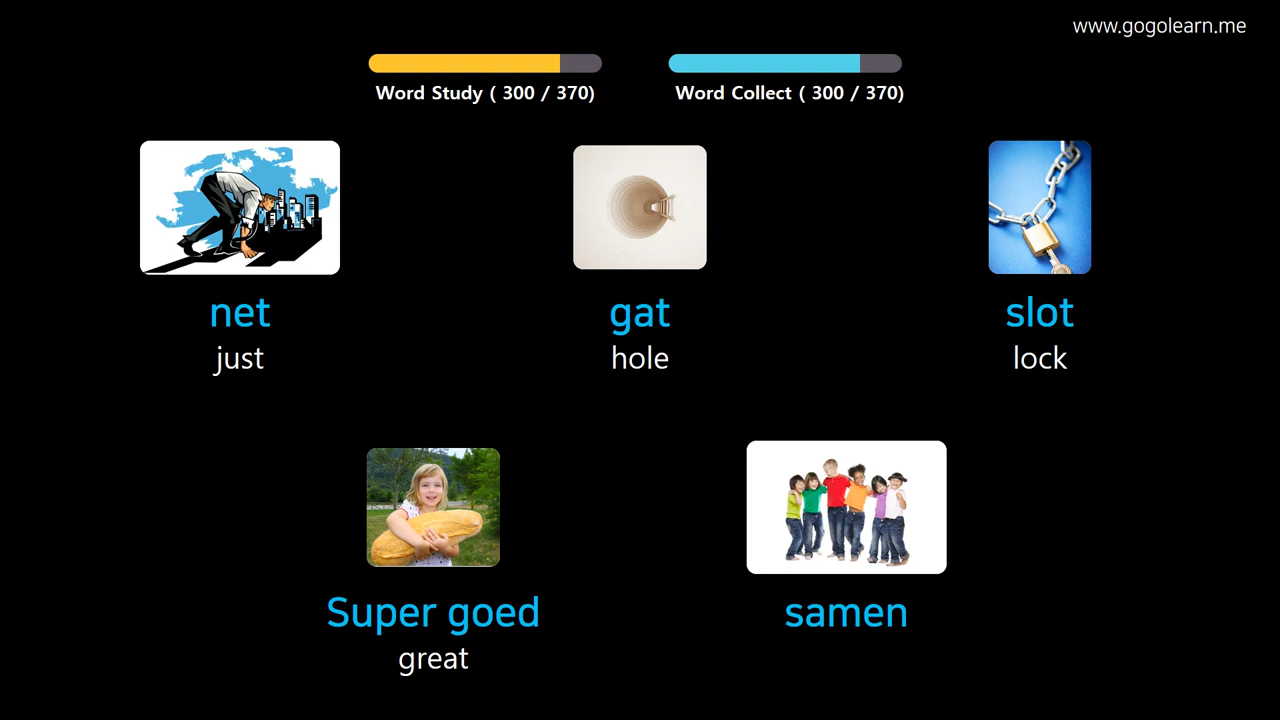 www.gogolearn.me
Word Study ( 300 / 370)
Word Collect ( 300 / 370)
net
just
gat
hole
slot
lock
Super goed
great
samen